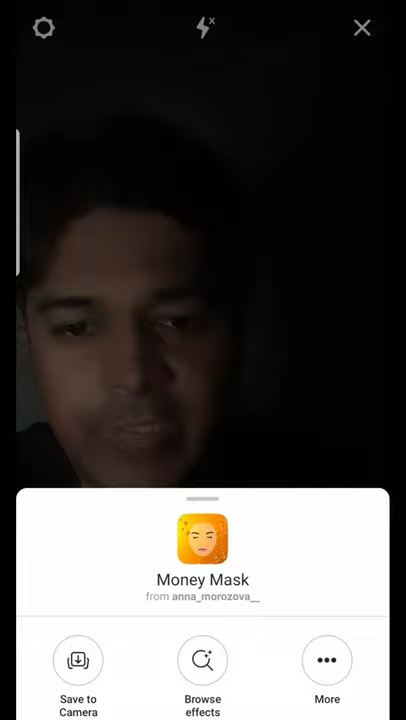 Money Mask
from anna_morozova__
Save to
Camera
Browse
effects
More